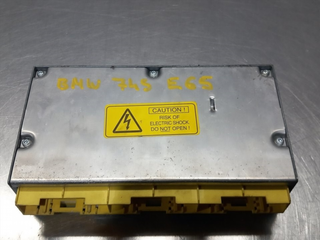 BMW 745 E65
CAUTION !
RISK OF
ELECTRIC SHOCK
DO NOT OPEN !